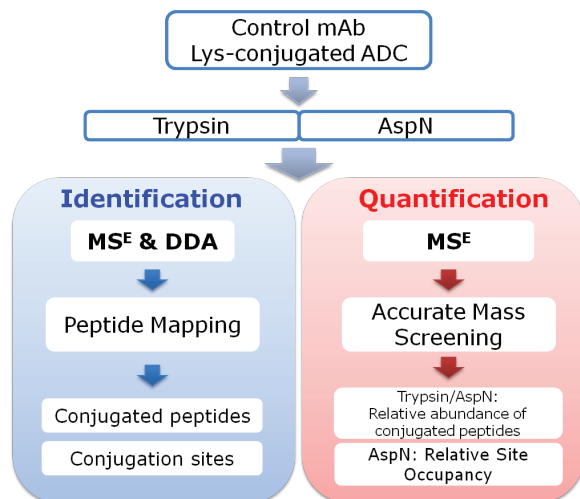 Control mAb
Lys-conjugated ADC
Trypsin
AspN
Identification
MSᴱ & DDA
Peptide Mapping
Conjugated peptides
Conjugation sites
Quantification
MSᴱ
Accurate Mass
Screening
Trypsin/AspN:
Relative abundance of
conjugated peptides
AspN: Relative Site
Occupancy